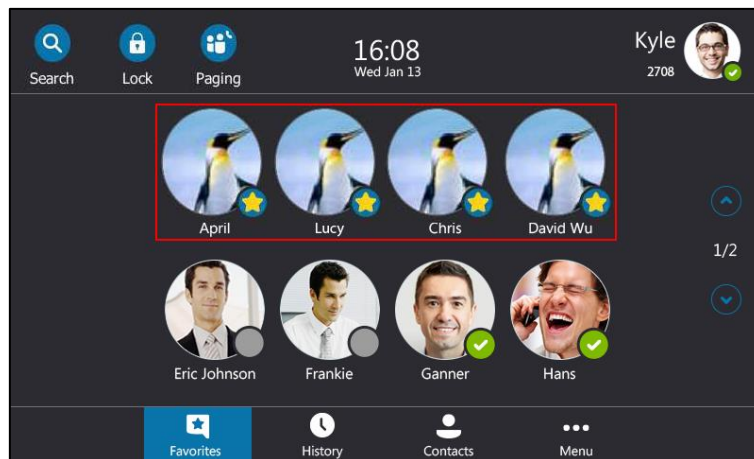 Search
Lock
Paging
16:08
Wed Jan 13
Kyle
2708
April
Lucy
Chris
David Wu
1/2
Eric Johnson
Frankie
Ganner
Hans
Favorites
History
Contacts
Menu